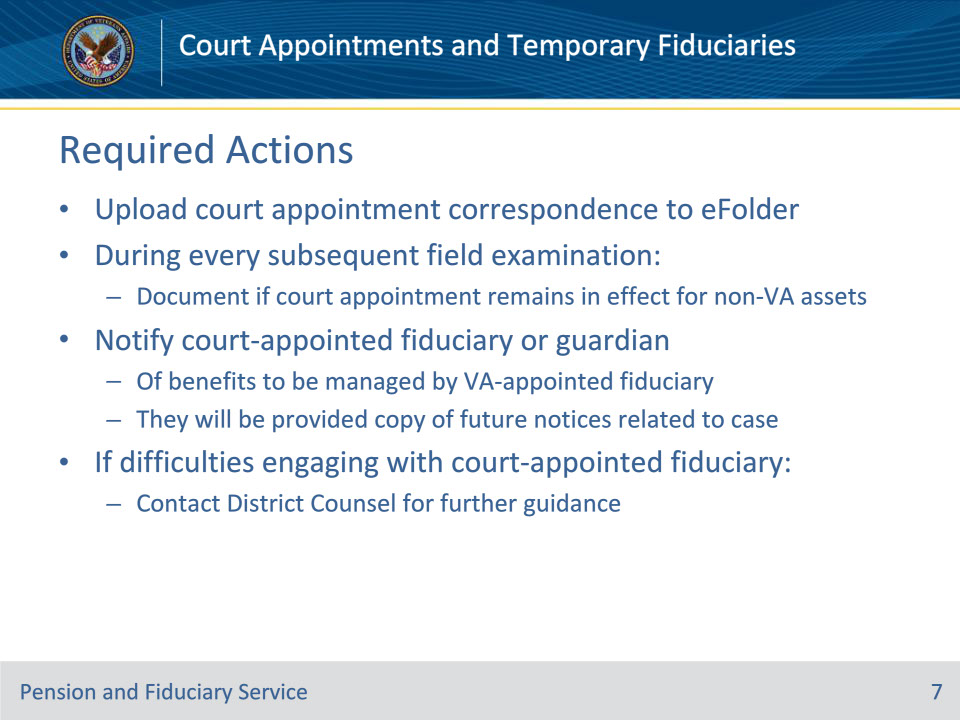 Court Appointments and Temporary Fiduciaries
Required Actions
• Upload court appointment correspondence to eFolder
• During every subsequent field examination:
– Document if court appointment remains in effect for non-VA assets
• Notify court-appointed fiduciary or guardian
– Of benefits to be managed by VA-appointed fiduciary
– They will be provided copy of future notices related to case
• If difficulties engaging with court-appointed fiduciary:
– Contact District Counsel for further guidance
Pension and Fiduciary Service
7